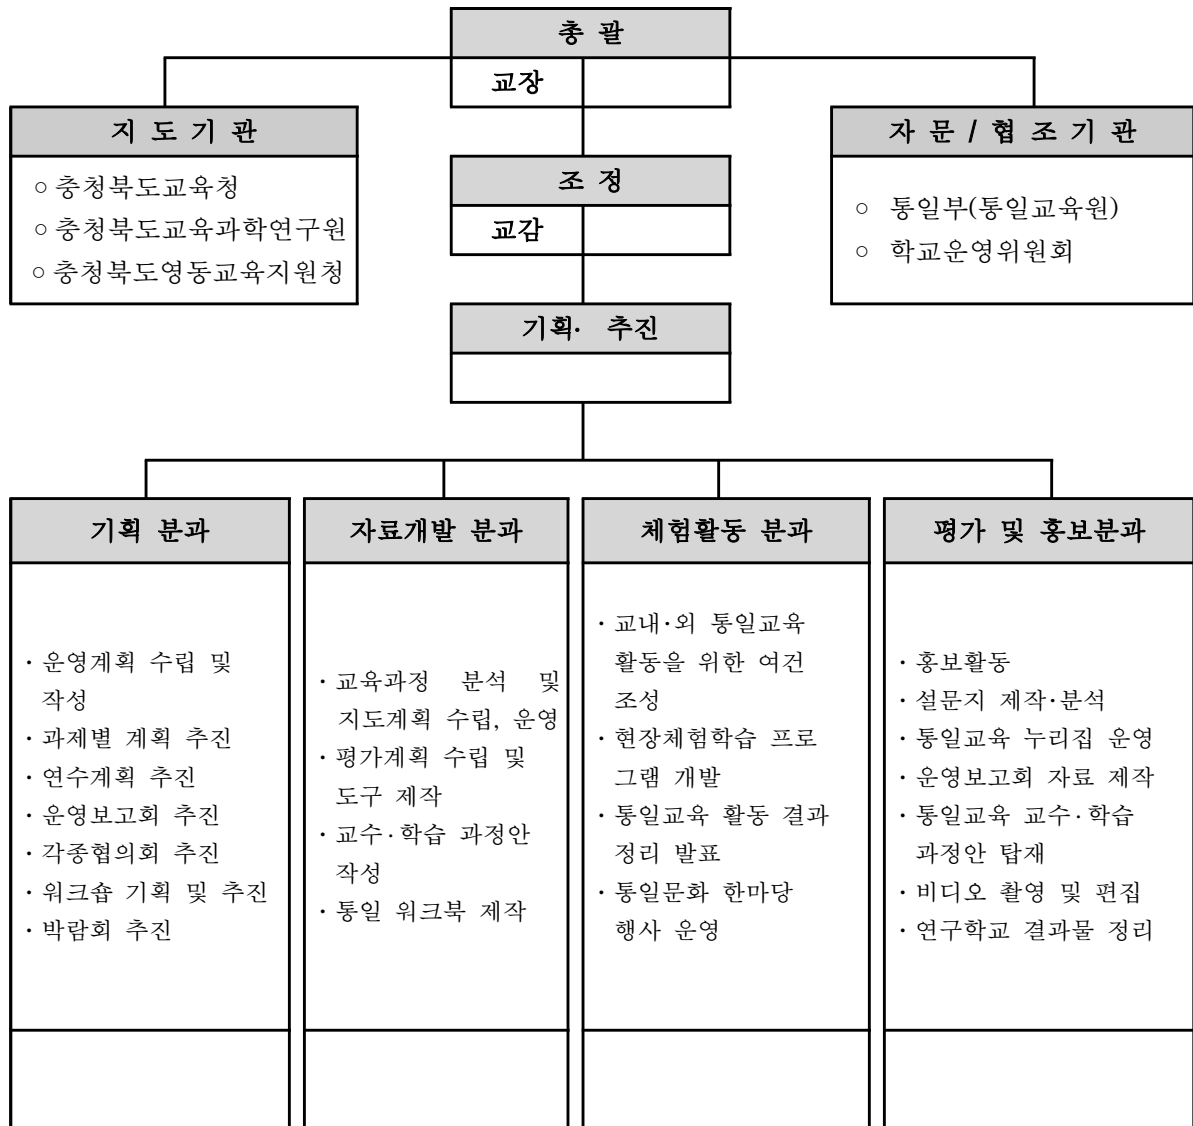 총 괄
교장
지 도 기 관
○ 충청북도교육청
○ 충청북도교육과학연구원
○ 충청북도영동교육지원청
조 정
교감
자 문 / 협 조 기 관
○ 통일부(통일교육원)
○ 학교운영위원회
기획· 추진
기획 분과
· 운영계획 수립 및
작성
· 과제별 계획 추진
· 연수계획 추진
· 운영보고회 추진
· 각종협의회 추진
· 워크숍 기획 및 추진
· 박람회 추진
자료개발 분과
· 교육과정 분석 및
지도계획 수립, 운영
· 평가계획 수립 및
도구 제작
· 교수·학습 과정안
작성
· 통일 워크북 제작
체험활동 분과
· 교내·외 통일교육
활동을 위한 여건
조성
· 현장체험학습 프로
그램 개발
· 통일교육 활동 결과
정리 발표
· 통일문화 한마당
행사 운영
평가 및 홍보분과
· 홍보활동
· 설문지 제작·분석
· 통일교육 누리집 운영
· 운영보고회 자료 제작
· 통일교육 교수·학습
과정안 탑재
· 비디오 촬영 및 편집
· 연구학교 결과물 정리